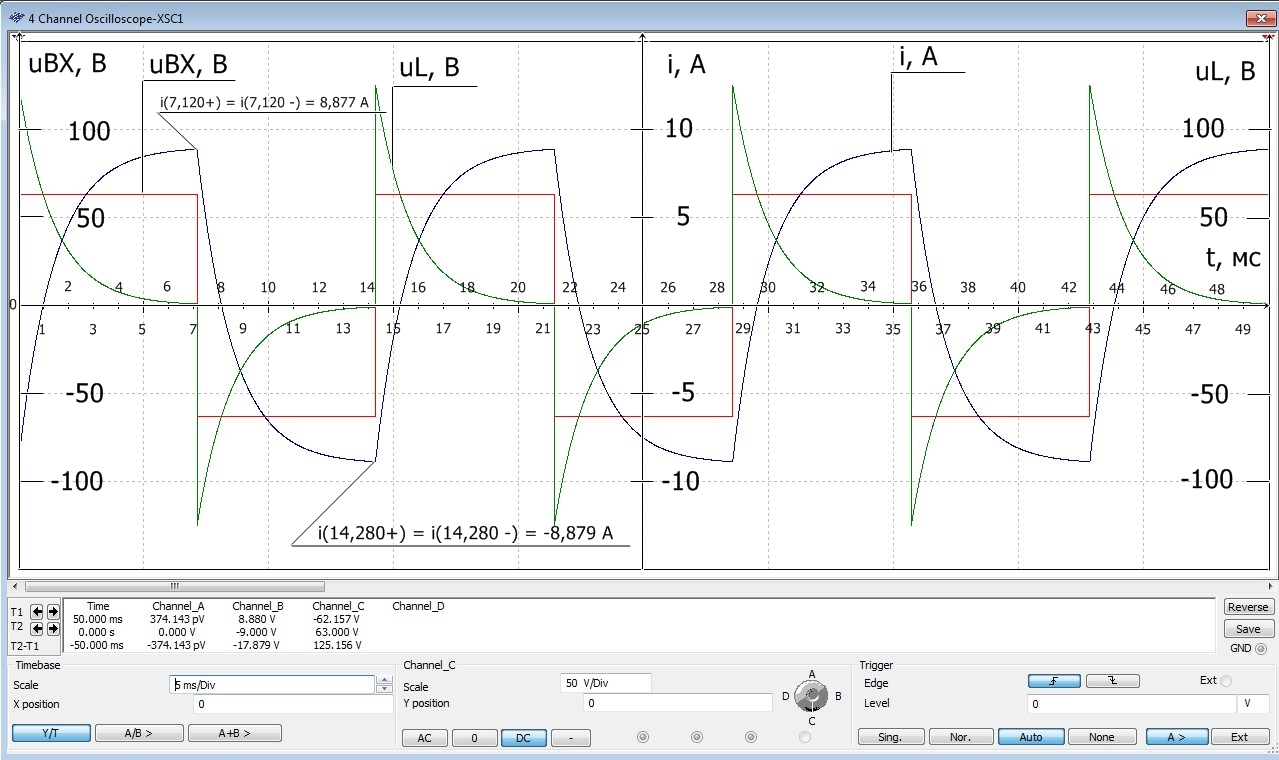 4 Channel Oscilloscope-XSC1
uBX, B
uBX, B
uL, B
i, A
i, A
uL, B
i(7,120+) = i(7,120 -) = 8,877 A
100
10
100
50
5
50
t, мс
2 4 6 8 10 12 14 16 18 20 22 24 26 28 30 32 34 36 38 40 42 44 46 48
0
1 3 5 7 9 11 13 15 17 19 21 23 25 27 29 31 33 35 37 39 41 43 45 47 49
-50
-5
-50
-100
-10
-100
i(14,280+) = i(14,280 -) = -8,879 A
Time Channel_A Channel_B Channel_C Channel_D
T1 50.000 ms 374.143 pV 8.880 V -62.157 V
T2 0.000 s 0.000 V -9.000 V 63.000 V
T2-T1 -50.000 ms -374.143 pV -17.879 V 125.156 V
Reverse
Save
GND
Timebase
Scale 5 ms/Div
X position 0
Y/T A/B > A+B >
Channel_C
Scale 50 V/Div
Y position 0
AC 0 DC -
A
D B
C
Trigger
Edge Ext
Level 0 V
Sing. Nor. Auto None A > Ext